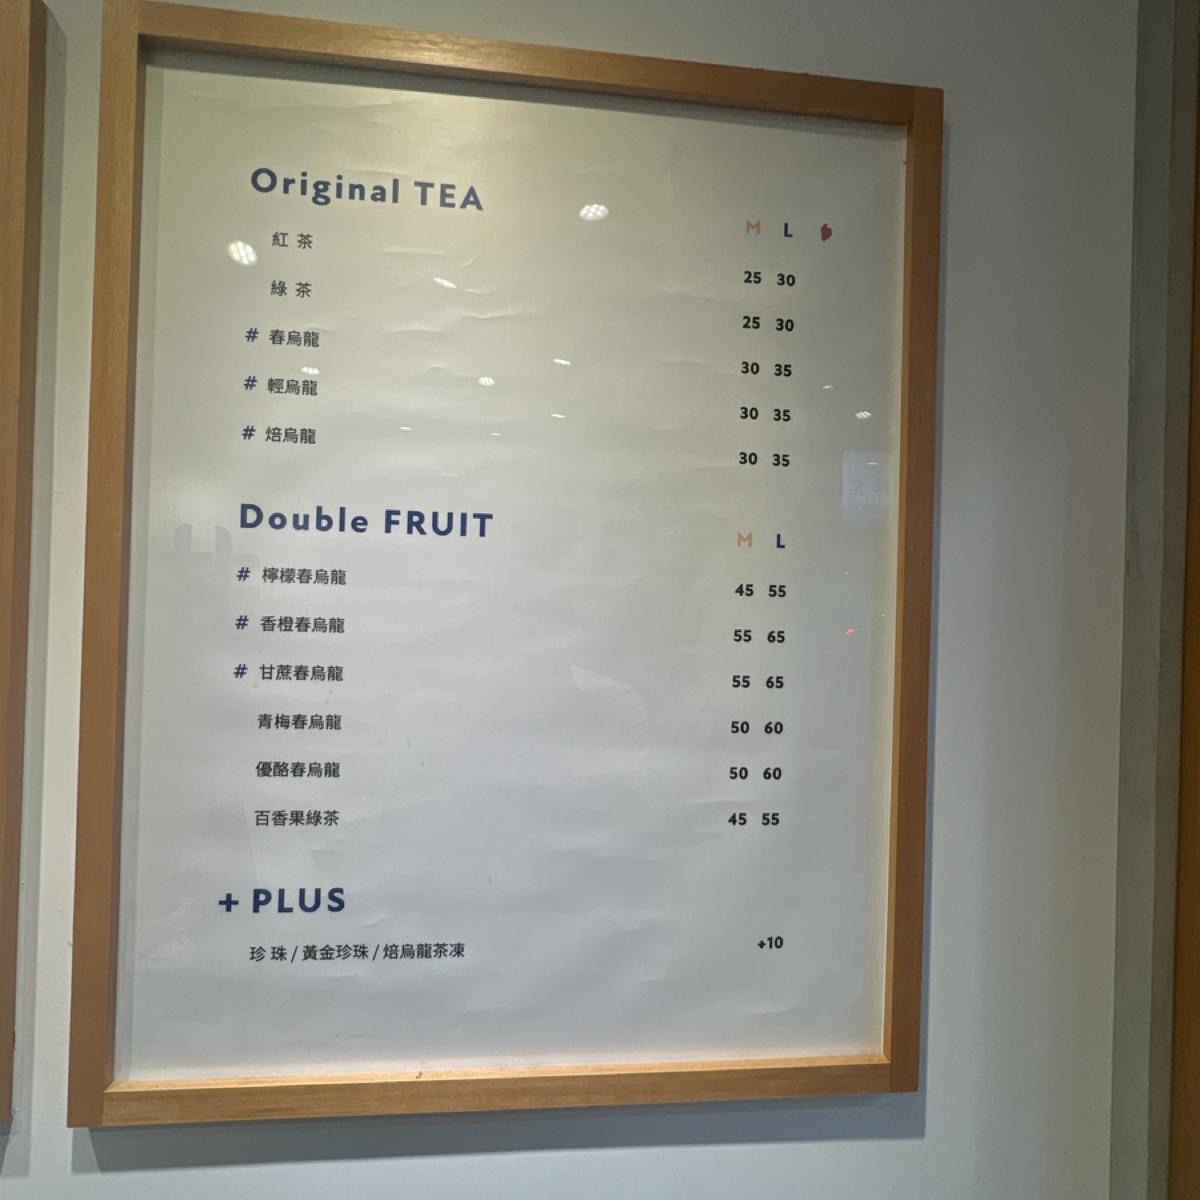 Original TEA
M L
紅 茶 25 30
綠 茶 25 30
# 春烏龍 30 35
# 輕烏龍 30 35
# 焙烏龍 30 35
Double FRUIT
M L
# 檸檬春烏龍 45 55
# 香橙春烏龍 55 65
# 甘蔗春烏龍 55 65
青梅春烏龍 50 60
優酪春烏龍 50 60
百香果綠茶 45 55
+ PLUS
珍 珠 / 黃金珍珠 / 焙烏龍茶凍 +10